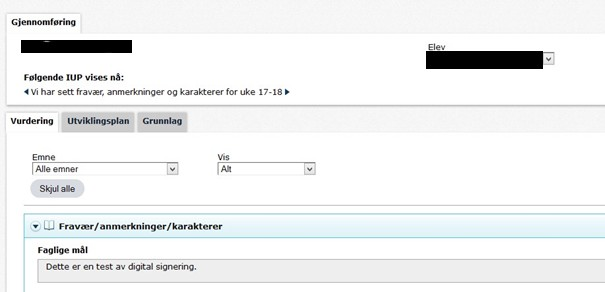 Gjennomføring
Elev
Følgende IUP vises nå:
Vi har sett fravær, anmerkninger og karakterer for uke 17-18
Vurdering Utviklingsplan Grunnlag
Emne Vis
Alle emner Alt
Skjul alle
Fravær/anmerkninger/karakterer
Faglige mål
Dette er en test av digital signering.